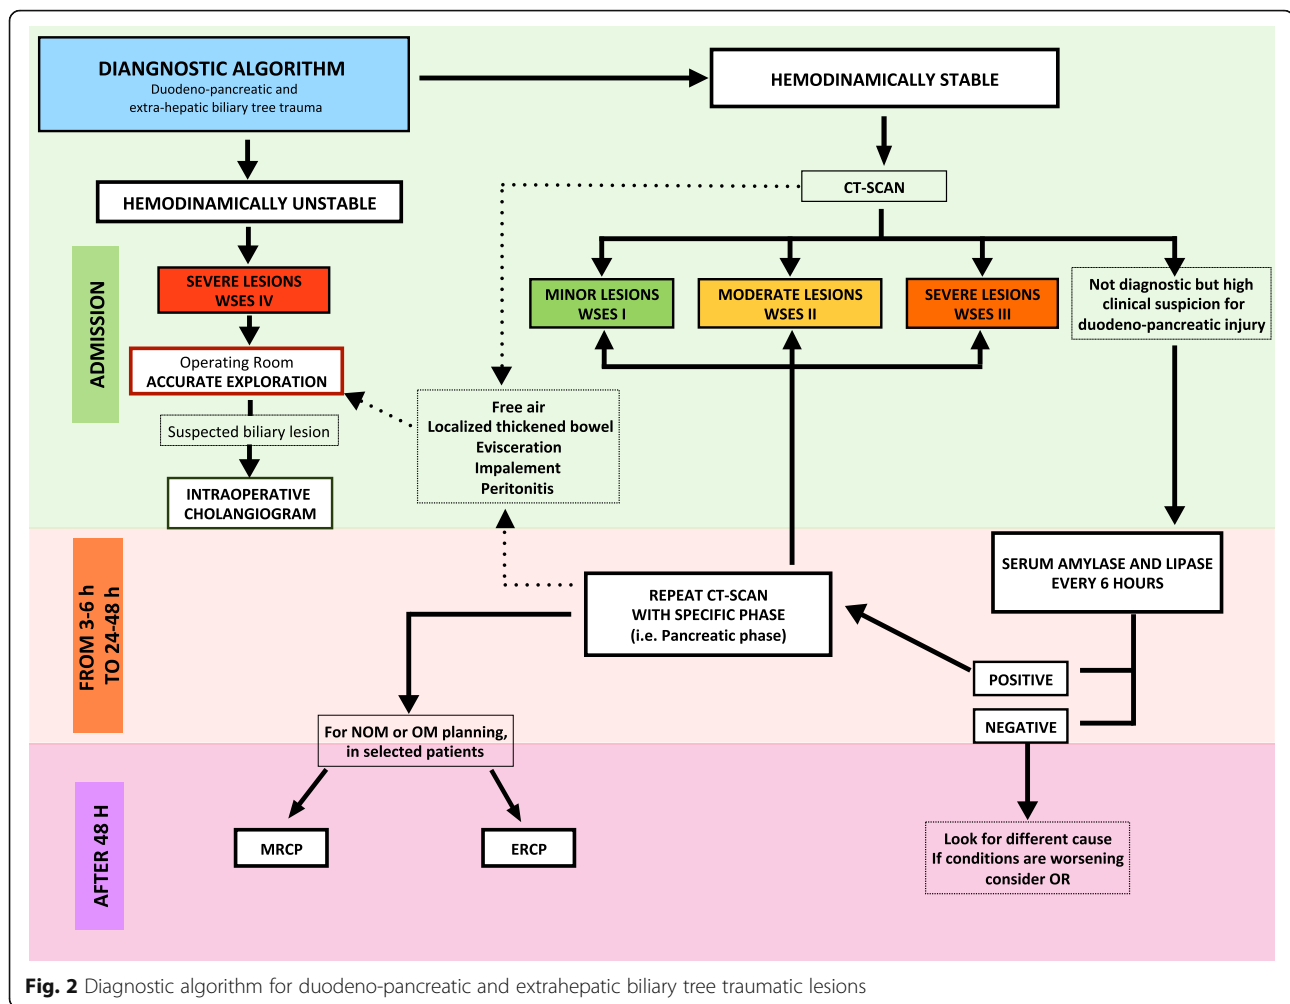 DIANGNOSTIC ALGORITHM
Duodeno-pancreatic and
extra-hepatic biliary tree trauma
HEMODINAMICALLY STABLE
CT-SCAN
HEMODINAMICALLY UNSTABLE
SEVERE LESIONS
WSES IV
MINOR LESIONS
WSES I
MODERATE LESIONS
WSES II
SEVERE LESIONS
WSES III
Not diagnostic but high
clinical suspicion for
duodeno-pancreatic injury
ADMISSION
Operating Room
ACCURATE EXPLORATION
Suspected biliary lesion
INTRAOPERATIVE
CHOLANGIOGRAM
Free air
Localized thickened bowel
Evisceration
Impalement
Peritonitis
FROM 3-6 h
TO 24-48 h
REPEAT CT-SCAN
WITH SPECIFIC PHASE
(i.e. Pancreatic phase)
SERUM AMYLASE AND LIPASE
EVERY 6 HOURS
POSITIVE
NEGATIVE
For NOM or OM planning,
in selected patients
AFTER 48 H
MRCP
ERCP
Look for different cause
If conditions are worsening
consider OR
Fig. 2 Diagnostic algorithm for duodeno-pancreatic and extrahepatic biliary tree traumatic lesions